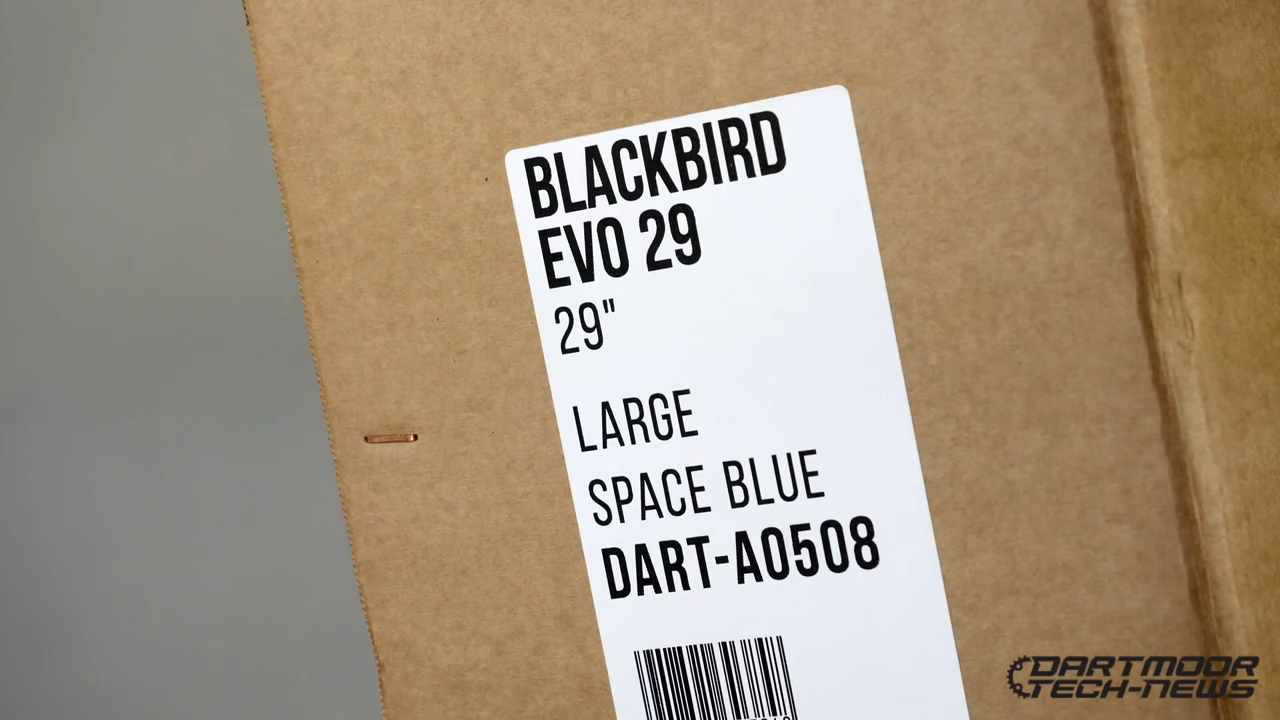 BLACKBIRD
EVO 29
29"
LARGE
SPACE BLUE
DART-A0508
DARTMOOR
TECH-NEWS